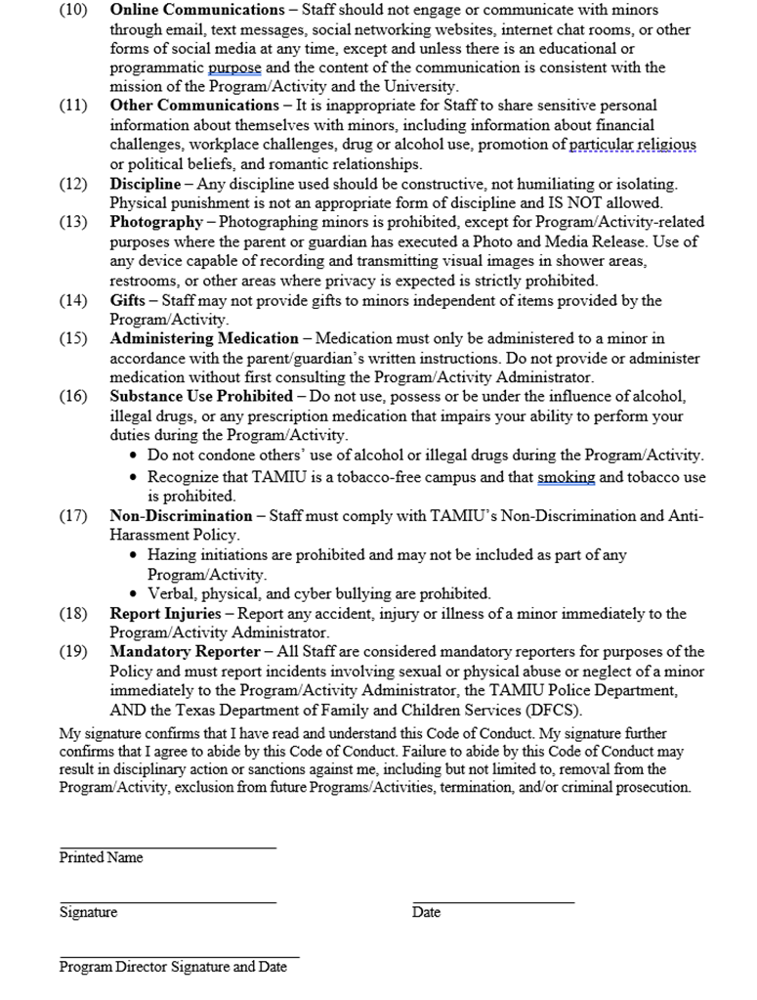 (10) Online Communications – Staff should not engage or communicate with minors
through email, text messages, social networking websites, internet chat rooms, or other
forms of social media at any time, except and unless there is an educational or
programmatic purpose and the content of the communication is consistent with the
mission of the Program/Activity and the University.
(11) Other Communications – It is inappropriate for Staff to share sensitive personal
information about themselves with minors, including information about financial
challenges, workplace challenges, drug or alcohol use, promotion of particular religious
or political beliefs, and romantic relationships.
(12) Discipline – Any discipline used should be constructive, not humiliating or isolating.
Physical punishment is not an appropriate form of discipline and IS NOT allowed.
(13) Photography – Photographing minors is prohibited, except for Program/Activity-related
purposes where the parent or guardian has executed a Photo and Media Release. Use of
any device capable of recording and transmitting visual images in shower areas,
restrooms, or other areas where privacy is expected is strictly prohibited.
(14) Gifts – Staff may not provide gifts to minors independent of items provided by the
Program/Activity.
(15) Administering Medication – Medication must only be administered to a minor in
accordance with the parent/guardian's written instructions. Do not provide or administer
medication without first consulting the Program/Activity Administrator.
(16) Substance Use Prohibited – Do not use, possess or be under the influence of alcohol,
illegal drugs, or any prescription medication that impairs your ability to perform your
duties during the Program/Activity.
• Do not condone others' use of alcohol or illegal drugs during the Program/Activity.
• Recognize that TAMIU is a tobacco-free campus and that smoking and tobacco use
is prohibited.
(17) Non-Discrimination – Staff must comply with TAMIU's Non-Discrimination and Anti-
Harassment Policy.
• Hazing initiations are prohibited and may not be included as part of any
Program/Activity.
• Verbal, physical, and cyber bullying are prohibited.
(18) Report Injuries – Report any accident, injury or illness of a minor immediately to the
Program/Activity Administrator.
(19) Mandatory Reporter – All Staff are considered mandatory reporters for purposes of the
Policy and must report incidents involving sexual or physical abuse or neglect of a minor
immediately to the Program/Activity Administrator, the TAMIU Police Department,
AND the Texas Department of Family and Children Services (DFCS).
My signature confirms that I have read and understand this Code of Conduct. My signature further
confirms that I agree to abide by this Code of Conduct. Failure to abide by this Code of Conduct may
result in disciplinary action or sanctions against me, including but not limited to, removal from the
Program/Activity, exclusion from future Programs/Activities, termination, and/or criminal prosecution.
Printed Name
Signature Date
Program Director Signature and Date